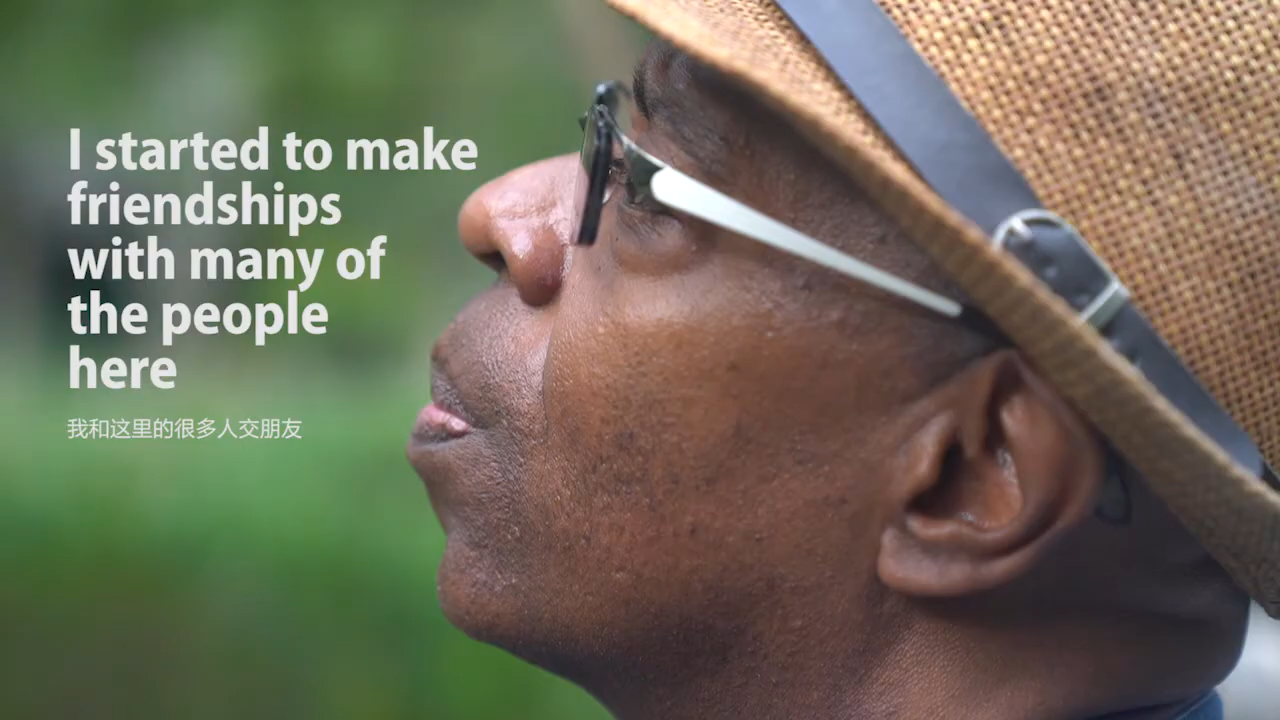 I started to make
friendships
with many of
the people
here
我和这里的很多人交朋友